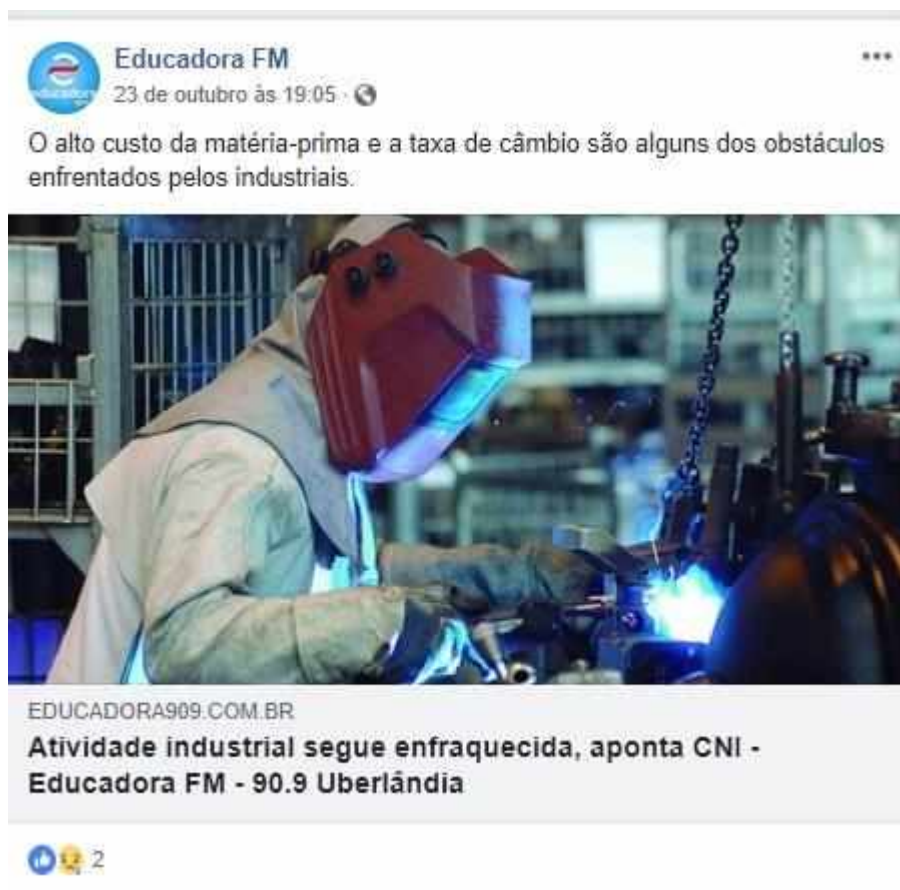 Educadora FM
23 de outubro às 19:05 ·
O alto custo da matéria-prima e a taxa de câmbio são alguns dos obstáculos
enfrentados pelos industriais.
EDUCADORA909.COM.BR
Atividade industrial segue enfraquecida, aponta CNI -
Educadora FM - 90.9 Uberlândia
2